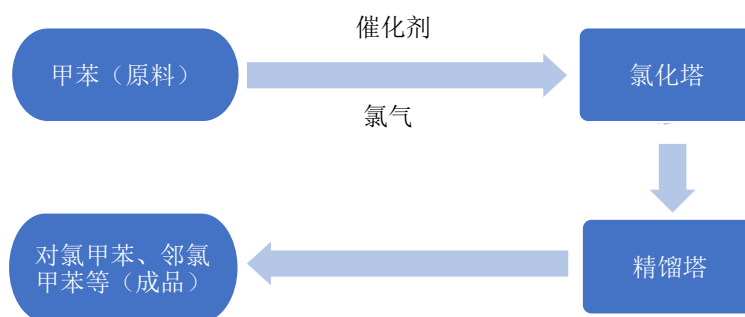 催化剂
甲苯（原料）
氯化塔
氯气
对氯甲苯、邻氯
甲苯等（成品）
精馏塔